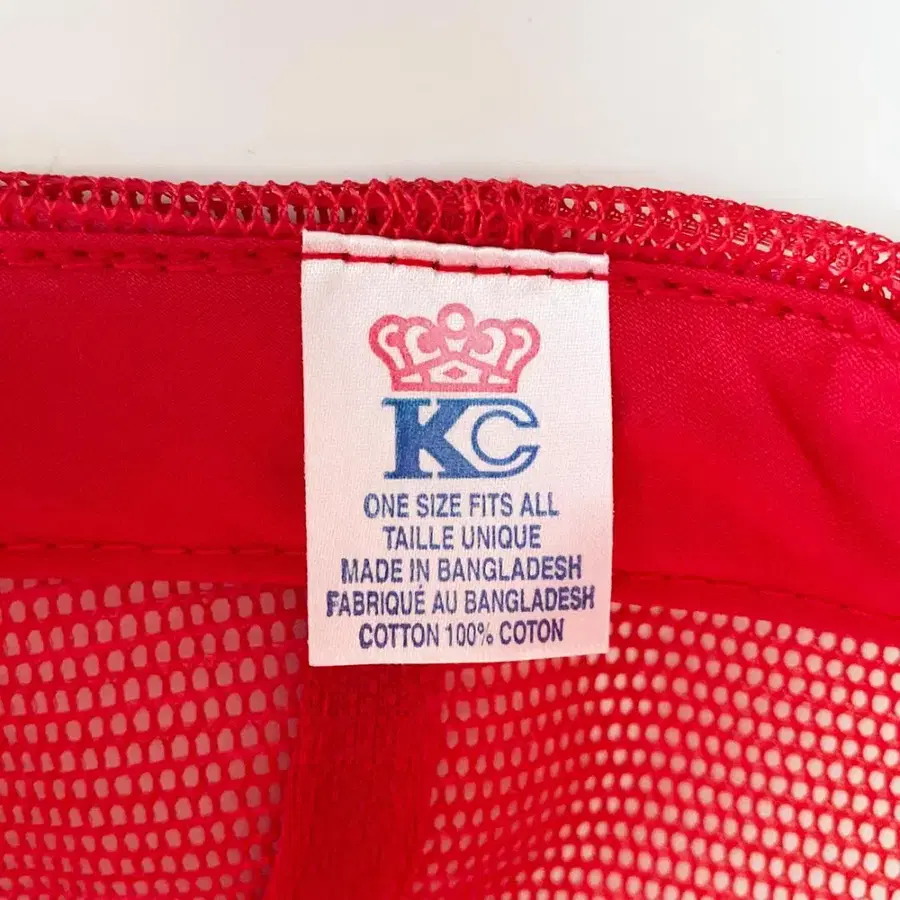 KC
ONE SIZE FITS ALL
TAILLE UNIQUE
MADE IN BANGLADESH
FABRIQUÉ AU BANGLADESH
COTTON 100% COTON